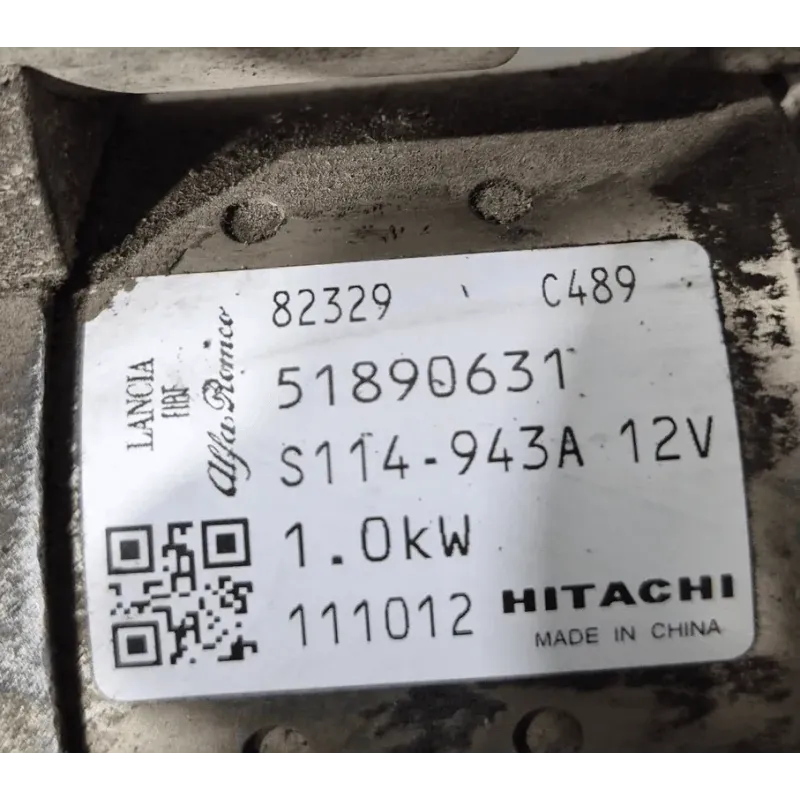 82329 C489
LANCIA
FIAT
Alfa Romeo
51890631
S114-943A 12V
1.0kW
111012
HITACHI
MADE IN CHINA